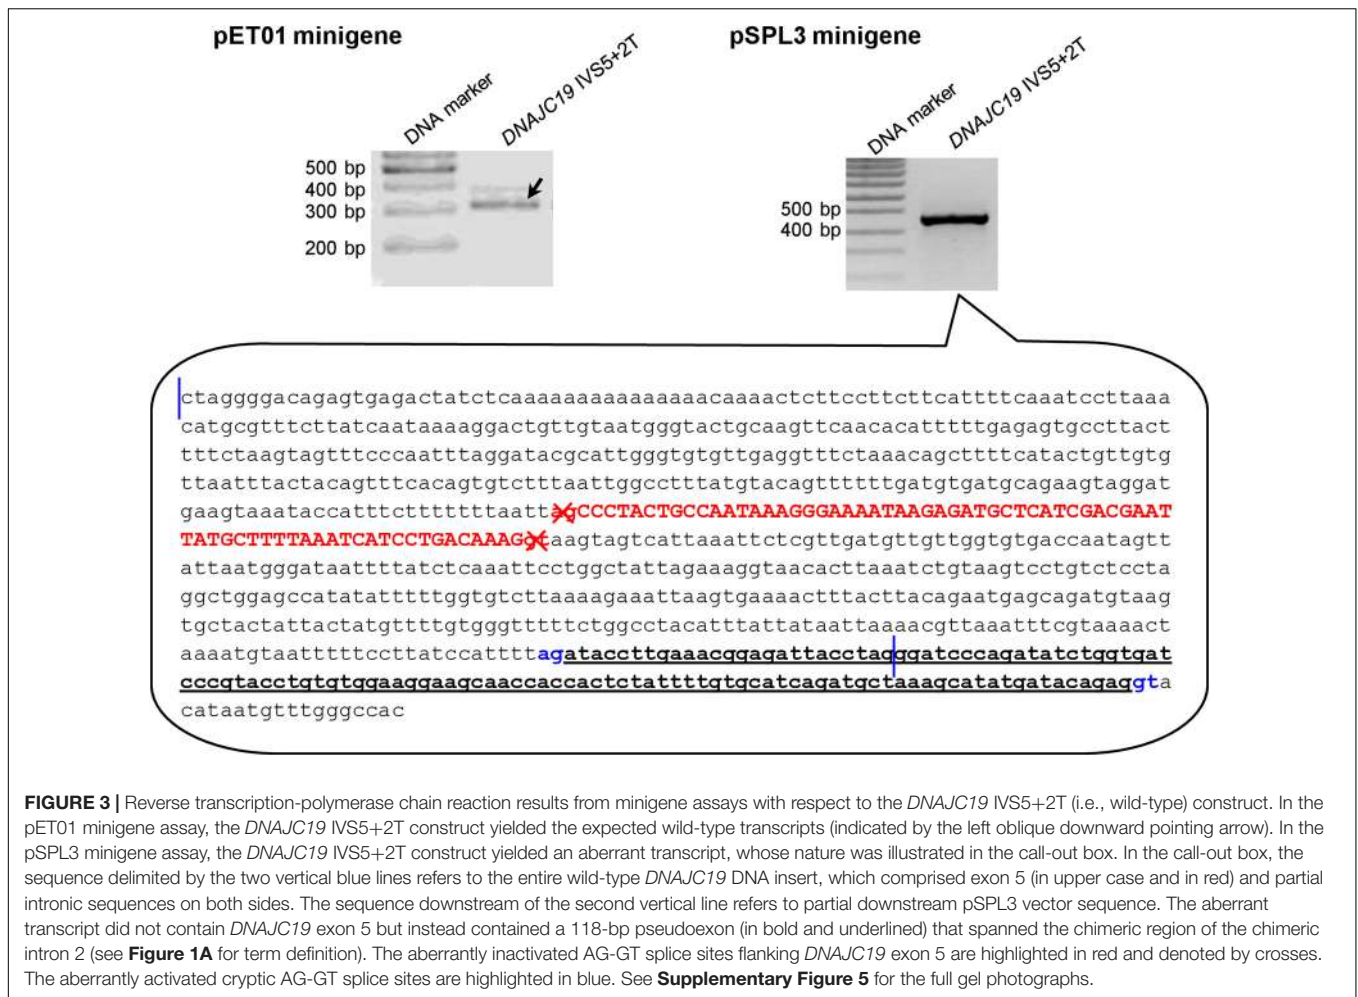 pET01 minigene
pSPL3 minigene
DNA marker
DNAJC19 IVS5+2T
DNA marker
DNAJC19 IVS5+2T
500 bp
400 bp
300 bp
200 bp
500 bp
400 bp
ctaggggacagagtgagactatctcaaaaaaaaaaaaaaaacaaaactcttccttcttcattttcaaatccttaaa
catgcgtttcttatcaataaaaggactgttgtaatgggtactgcaagttcaacacatttttgagagtgccttact
tttctaagtagtttcccaatttaggatacgcattgggtgtgttgaggtttctaaacagcttttcatactgttgtg
ttaatttactacagtttcacagtgtctttaattggcctttatgtacagttttttgatgtgatgcagaagtaggat
gaagtaaataccatttctttttttaattagCCCTACTGCCAATAAAGGGAAAATAAGAGATGCTCATCGACGAAT
TATGCTTTTAAATCATCCTGACAAAGgtaagtagtcattaaattctcgttgatgttgttggtgtgaccaatagtt
attaatgggataattttatctcaaattcctggctattagaaaggtaacacttaaatctgtaagtcctgtctccta
ggctggagccatatatttttggtgtcttaaaagaaattaagtgaaaactttacttacagaatgagcagatgtaag
tgctactattactatgttttgtgggtttttctggcctacatttattataattaaaacgttaaatttcgtaaaact
aaaatgtaatttttccttatccattttagataccttgaaacggagattacctagggatcccagatatctggtgat
cccgtacctgtgtggaaggaagcaaccaccactctattttgtgcatcagatgctaaagcatatgatacagaggta
cataatgtttgggccac
FIGURE 3 | Reverse transcription-polymerase chain reaction results from minigene assays with respect to the DNAJC19 IVS5+2T (i.e., wild-type) construct. In the
pET01 minigene assay, the DNAJC19 IVS5+2T construct yielded the expected wild-type transcripts (indicated by the left oblique downward pointing arrow). In the
pSPL3 minigene assay, the DNAJC19 IVS5+2T construct yielded an aberrant transcript, whose nature was illustrated in the call-out box. In the call-out box, the
sequence delimited by the two vertical blue lines refers to the entire wild-type DNAJC19 DNA insert, which comprised exon 5 (in upper case and in red) and partial
intronic sequences on both sides. The sequence downstream of the second vertical line refers to partial downstream pSPL3 vector sequence. The aberrant
transcript did not contain DNAJC19 exon 5 but instead contained a 118-bp pseudoexon (in bold and underlined) that spanned the chimeric region of the chimeric
intron 2 (see Figure 1A for term definition). The aberrantly inactivated AG-GT splice sites flanking DNAJC19 exon 5 are highlighted in red and denoted by crosses.
The aberrantly activated cryptic AG-GT splice sites are highlighted in blue. See Supplementary Figure 5 for the full gel photographs.